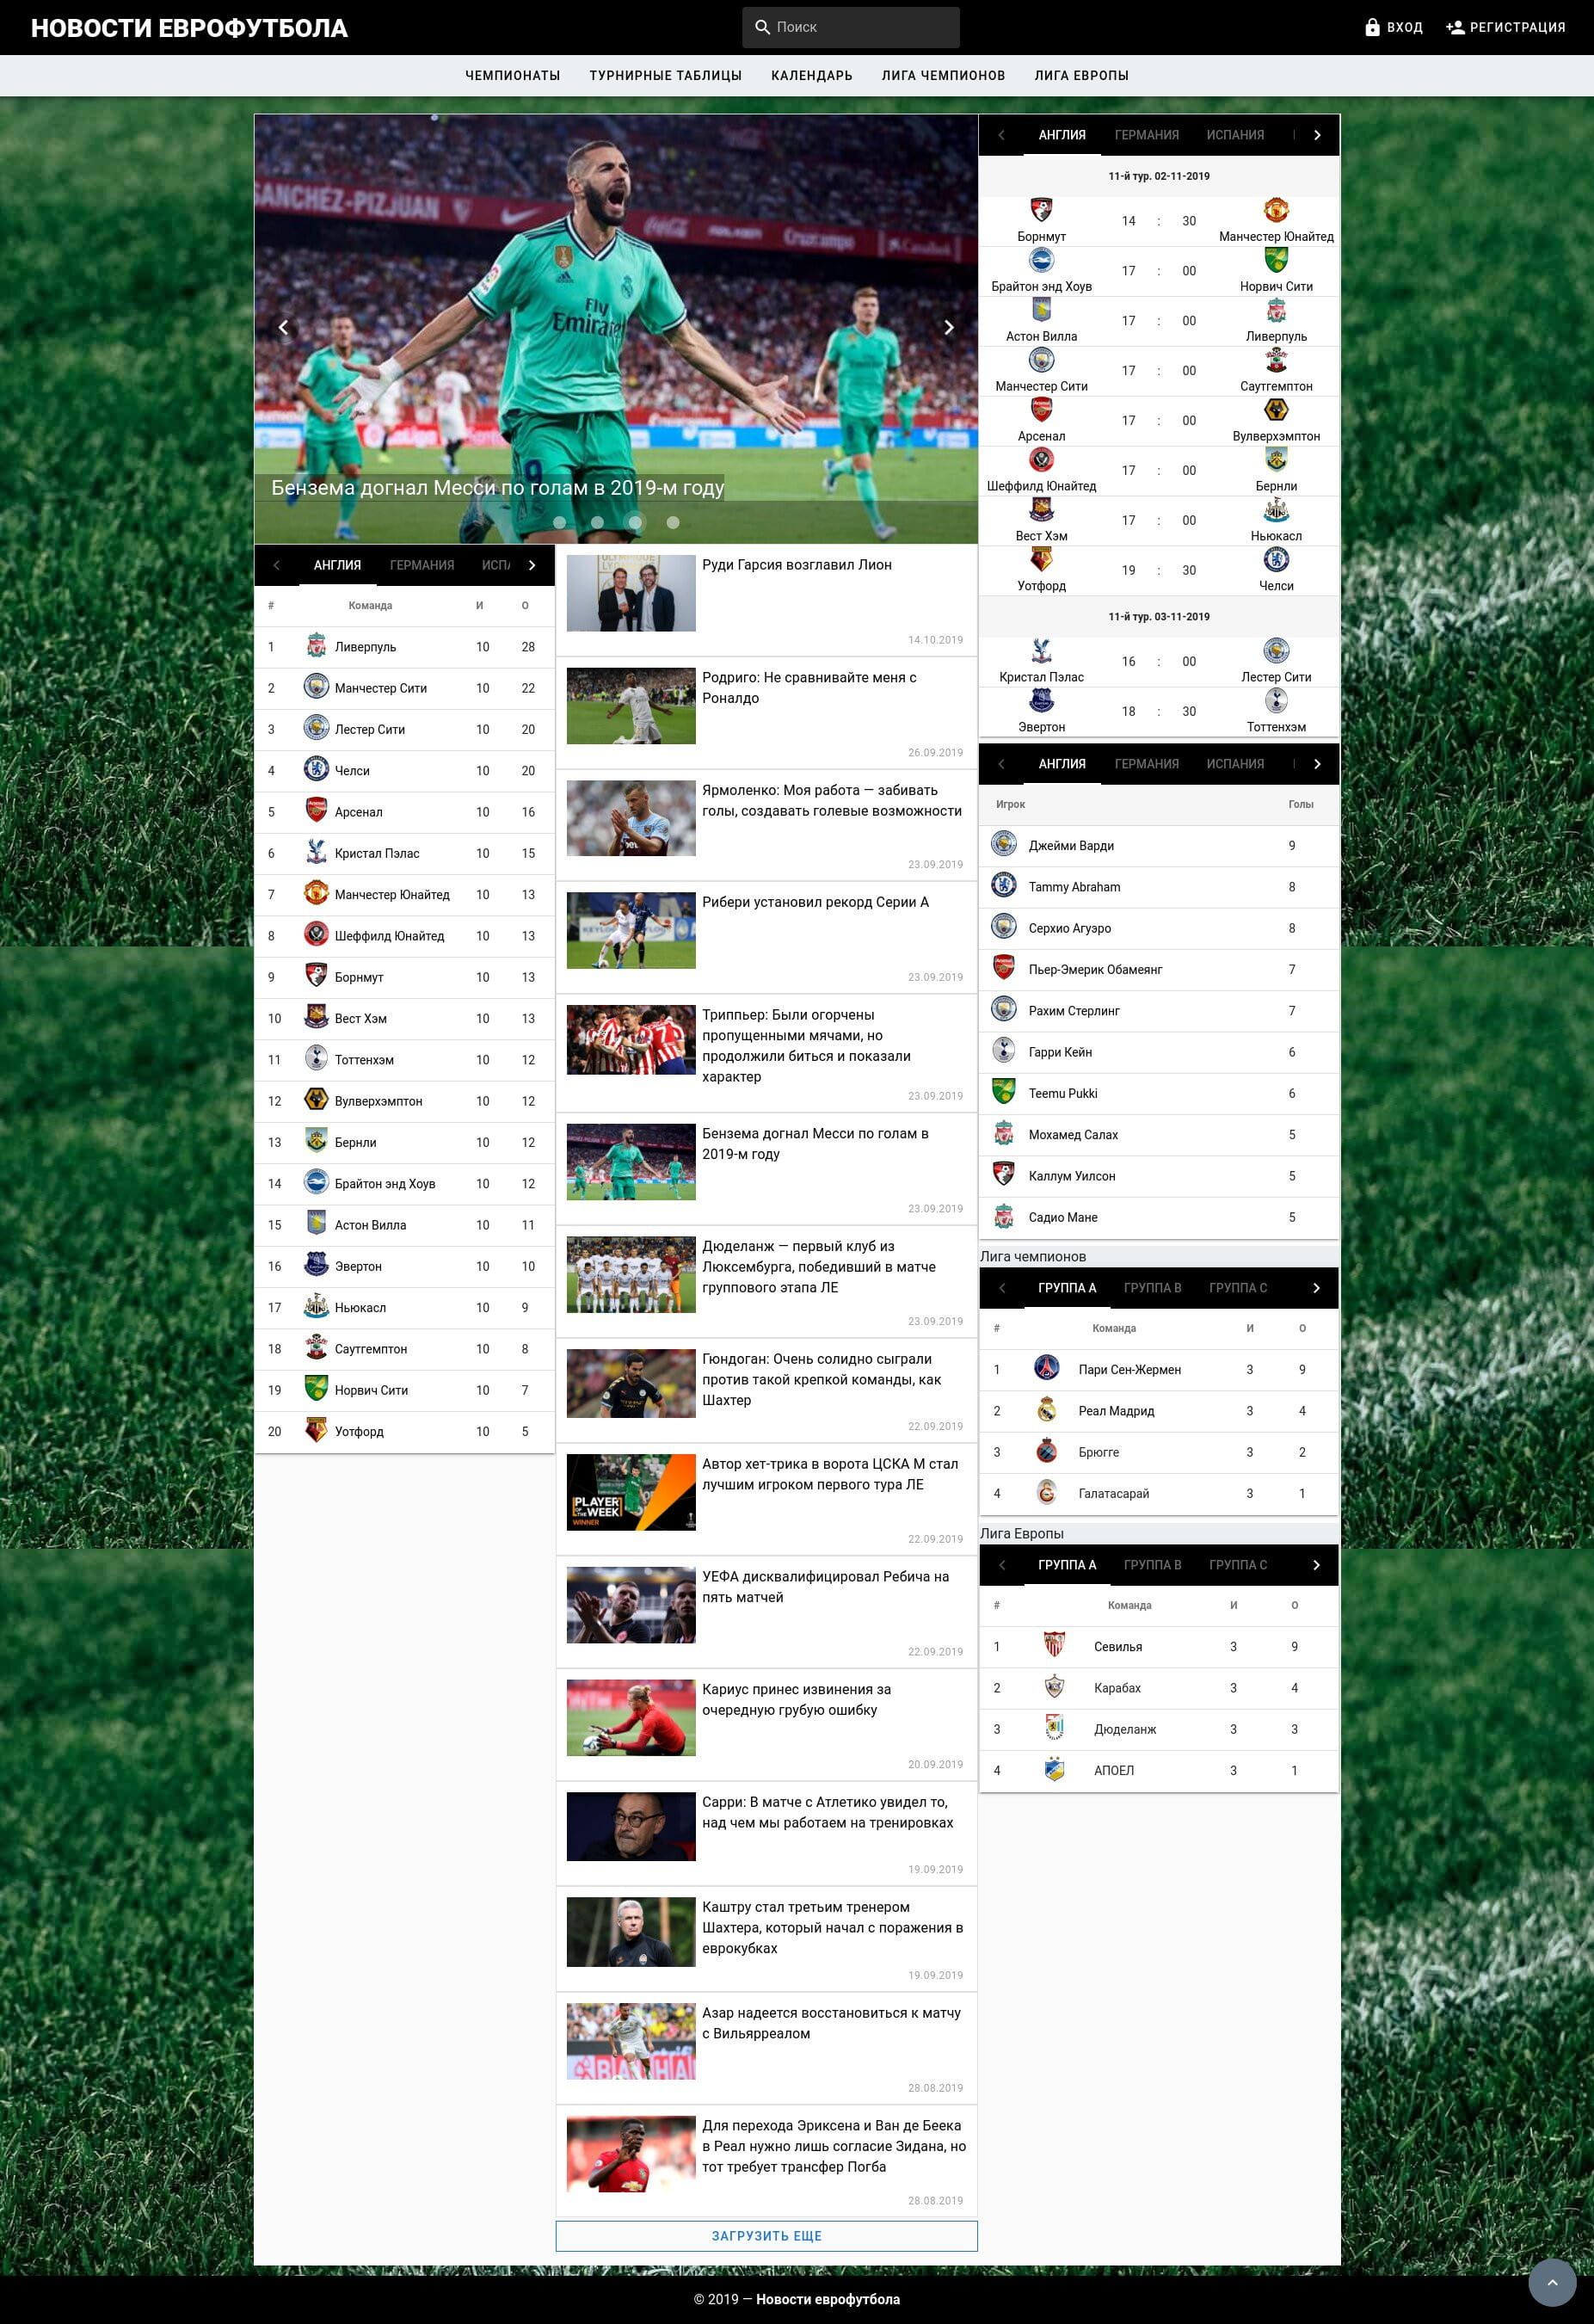 НОВОСТИ ЕВРОФУТБОЛА
Поиск
ВХОД
РЕГИСТРАЦИЯ
ЧЕМПИОНАТЫ ТУРНИРНЫЕ ТАБЛИЦЫ КАЛЕНДАРЬ ЛИГА ЧЕМПИОНОВ ЛИГА ЕВРОПЫ
SANCHEZ-PIZJUAN
Fly
Emirates
Бензема догнал Месси по голам в 2019-м году
АНГЛИЯ ГЕРМАНИЯ
# Команда И О
1 Ливерпуль 10 28
2 Манчестер Сити 10 22
3 Лестер Сити 10 20
4 Челси 10 20
5 Арсенал 10 16
6 Кристал Пэлас 10 15
7 Манчестер Юнайтед 10 13
8 Шеффилд Юнайтед 10 13
9 Борнмут 10 13
10 Вест Хэм 10 13
11 Тоттенхэм 10 12
12 Вулверхэмптон 10 12
13 Бернли 10 12
14 Брайтон энд Хоув 10 12
15 Астон Вилла 10 11
16 Эвертон 10 10
17 Ньюкасл 10 9
18 Саутгемптон 10 8
19 Норвич Сити 10 7
20 Уотфорд 10 5
Руди Гарсия возглавил Лион
14.10.2019
Родриго: Не сравнивайте меня с
Роналдо
26.09.2019
Ярмоленко: Моя работа — забивать
голы, создавать голевые возможности
23.09.2019
Рибери установил рекорд Серии А
23.09.2019
Триппьер: Были огорчены
пропущенными мячами, но
продолжили биться и показали
характер
23.09.2019
Бензема догнал Месси по голам в
2019-м году
23.09.2019
Дюделанж — первый клуб из
Люксембурга, победивший в матче
группового этапа ЛЕ
23.09.2019
Гюндоган: Очень солидно сыграли
против такой крепкой команды, как
Шахтер
22.09.2019
PLAYER
OF THE WEEK
WINNER
Автор хет-трика в ворота ЦСКА М стал
лучшим игроком первого тура ЛЕ
22.09.2019
УЕФА дисквалифицировал Ребича на
пять матчей
22.09.2019
Кариус принес извинения за
очередную грубую ошибку
20.09.2019
Сарри: В матче с Атлетико увидел то,
над чем мы работаем на тренировках
19.09.2019
Каштру стал третьим тренером
Шахтера, который начал с поражения в
еврокубках
19.09.2019
Азар надеется восстановиться к матчу
с Вильярреалом
28.08.2019
Для перехода Эриксена и Ван де Беека
в Реал нужно лишь согласие Зидана, но
тот требует трансфер Погба
28.08.2019
ЗАГРУЗИТЬ ЕЩЕ
АНГЛИЯ ГЕРМАНИЯ ИСПАНИЯ
11-й тур. 02-11-2019
Борнмут 14 : 30 Манчестер Юнайтед
Брайтон энд Хоув 17 : 00 Норвич Сити
Астон Вилла 17 : 00 Ливерпуль
Манчестер Сити 17 : 00 Саутгемптон
Арсенал 17 : 00 Вулверхэмптон
Шеффилд Юнайтед 17 : 00 Бернли
Вест Хэм 17 : 00 Ньюкасл
Уотфорд 19 : 30 Челси
11-й тур. 03-11-2019
Кристал Пэлас 16 : 00 Лестер Сити
Эвертон 18 : 30 Тоттенхэм
АНГЛИЯ ГЕРМАНИЯ ИСПАНИЯ
Игрок Голы
Джейми Варди 9
Tammy Abraham 8
Серхио Агуэро 8
Пьер-Эмерик Обамеянг 7
Рахим Стерлинг 7
Гарри Кейн 6
Teemu Pukki 6
Мохамед Салах 5
Каллум Уилсон 5
Садио Мане 5
Лига чемпионов
ГРУППА A ГРУППА B ГРУППА C
# Команда И О
1 Пари Сен-Жермен 3 9
2 Реал Мадрид 3 4
3 Брюгге 3 2
4 Галатасарай 3 1
Лига Европы
ГРУППА A ГРУППА B ГРУППА C
# Команда И О
1 Севилья 3 9
2 Карабах 3 4
3 Дюделанж 3 3
4 АПОЕЛ 3 1
© 2019 — Новости еврофутбола